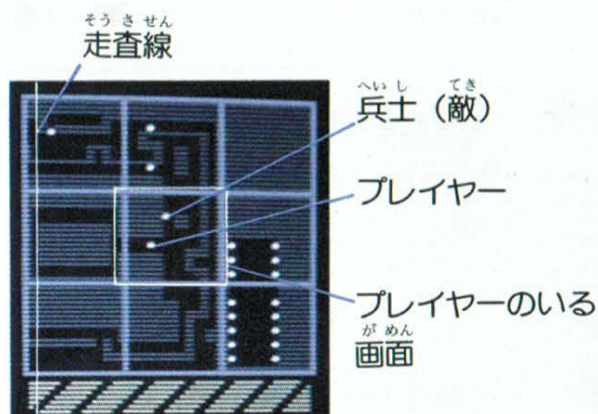 そうさせん
走査線
へいし てき
兵士（敵）
プレイヤー
プレイヤーのいる
がめん
画面